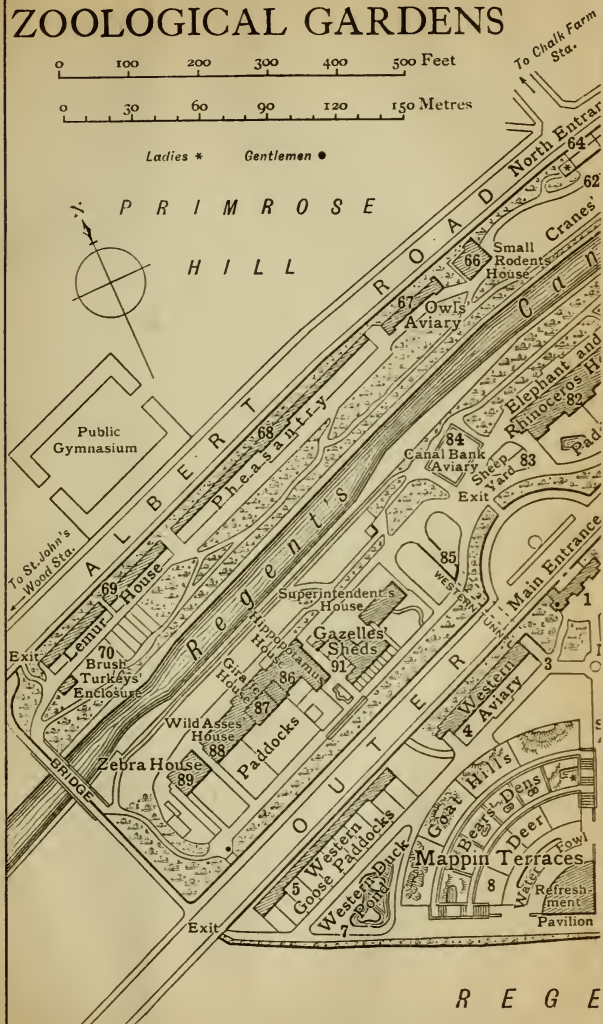 ZOOLOGICAL GARDENS
0 100 200 300 400 500 Feet
0 30 60 90 120 150 Metres
Ladies * Gentlemen ●
To Chalk Farm
Sta.
North Entran
64
62
PRIMROSE
HILL
Cranes'
Small
Rodents
House
66
ALBERT ROAD
67
Owls
Aviary
Regent's Can
Elephant and
Rhinoceros H
82
Pad
Public
Gymnasium
68
Pheasantry
84
Canal Bank
Aviary
Sheep
Yard
83
Exit
To St. John's
Wood Sta.
69
Lemur House
85
WESTERN TUNN
Main Entrance
1
Superintendent's
House
Gazelles'
Sheds
91
Hippopotamus
House
86
Exit
70
Brush
Turkeys
Enclosure
Giraffe
House
87
3
Western
Aviary
4
Wild Asses
House
88
Paddocks
Zebra House
89
BRIDGE
OUTER
Goat Hills
Bears' Dens
Deer
Mappin Terraces
Water Fowl
8
Refresh-
ment
Pavilion
5
Western
Goose Paddocks
Western Duck
Pond
7
Exit
REGE